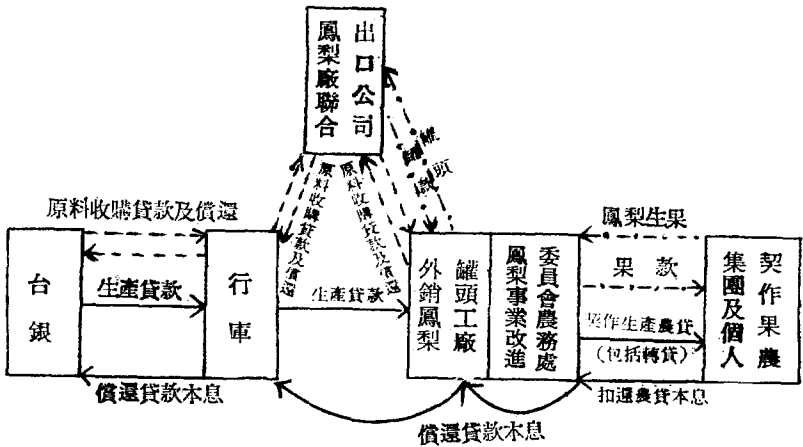 鳳梨廠聯合
出口公司
罐頭
原料收購貸款及償還
原料收購貸款及償還
原料收購貸款及償還
台銀
生產貸款
償還貸款本息
行庫
生產貸款
償還貸款本息
外銷鳳梨
罐頭工廠
鳳梨事業改進
委員會農務處
鳳梨生果
果款
契作生產農貸
(包括轉貸)
扣還農貸本息
集團及個人
契作果農